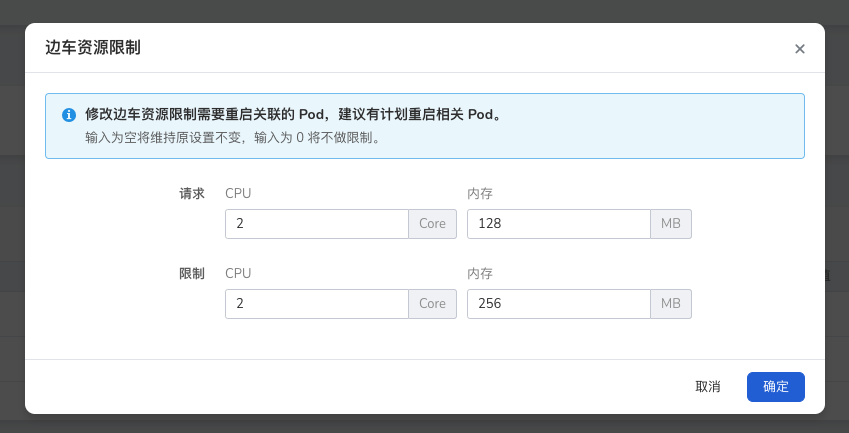 边车资源限制
修改边车资源限制需要重启关联的 Pod，建议有计划重启相关 Pod。
输入为空将维持原设置不变，输入为 0 将不做限制。
请求
CPU
内存
2
Core
128
MB
限制
CPU
内存
2
Core
256
MB
取消
确定